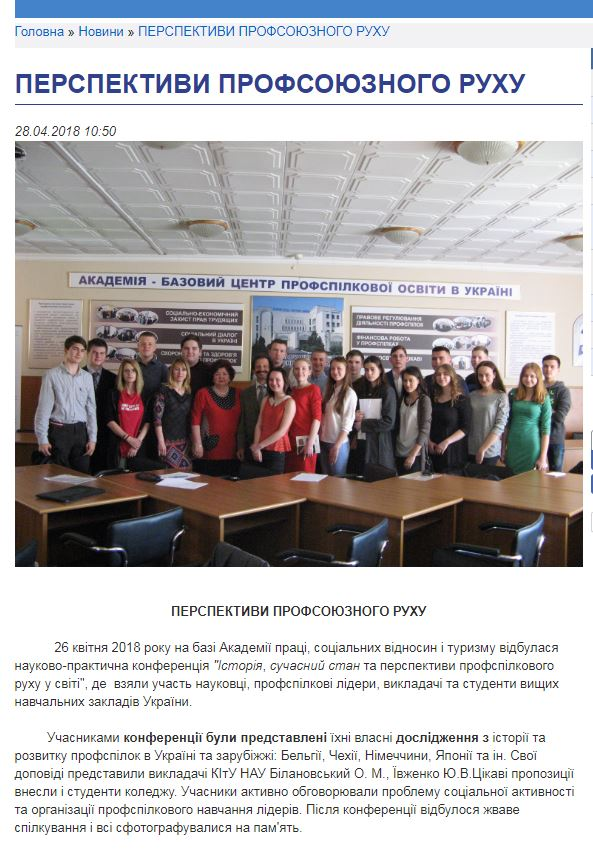 Головна » Новини » ПЕРСПЕКТИВИ ПРОФСОЮЗНОГО РУХУ
ПЕРСПЕКТИВИ ПРОФСОЮЗНОГО РУХУ
28.04.2018 10:50
АКАДЕМІЯ - БАЗОВИЙ ЦЕНТР ПРОФСПІЛКОВОЇ ОСВІТИ В УКРАЇНІ
СОЦІАЛЬНО-ЕКОНОМІЧНИЙ
ЗАХИСТ ПРАВ ТРУДЯЩИХ
СОЦІАЛЬНИЙ ДІАЛОГ
В УКРАЇНІ
ТА ЗДОРОВ'Я
ПРАВОВЕ РЕГУЛЮВАННЯ
ДІЯЛЬНОСТІ ПРОФСПІЛОК
ФІНАНСОВА РОБОТА
У ПРОФСПІЛКАХ
ПЕРСПЕКТИВИ ПРОФСОЮЗНОГО РУХУ
26 квітня 2018 року на базі Академії праці, соціальних відносин і туризму відбулася
науково-практична конференція "Історія, сучасний стан та перспективи профспілкового
руху у світі", де взяли участь науковці, профспілкові лідери, викладачі та студенти вищих
навчальних закладів України.
Учасниками конференції були представлені їхні власні дослідження з історії та
розвитку профспілок в Україні та зарубіжжі: Бельгії, Чехії, Німеччини, Японії та ін. Свої
доповіді представили викладачі КІтУ НАУ Білановський О. М., Ївженко Ю.В.Цікаві пропозиції
внесли і студенти коледжу. Учасники активно обговорювали проблему соціальної активності
та організації профспілкового навчання лідерів. Після конференції відбулося жваве
спілкування і всі сфотографувалися на пам'ять.